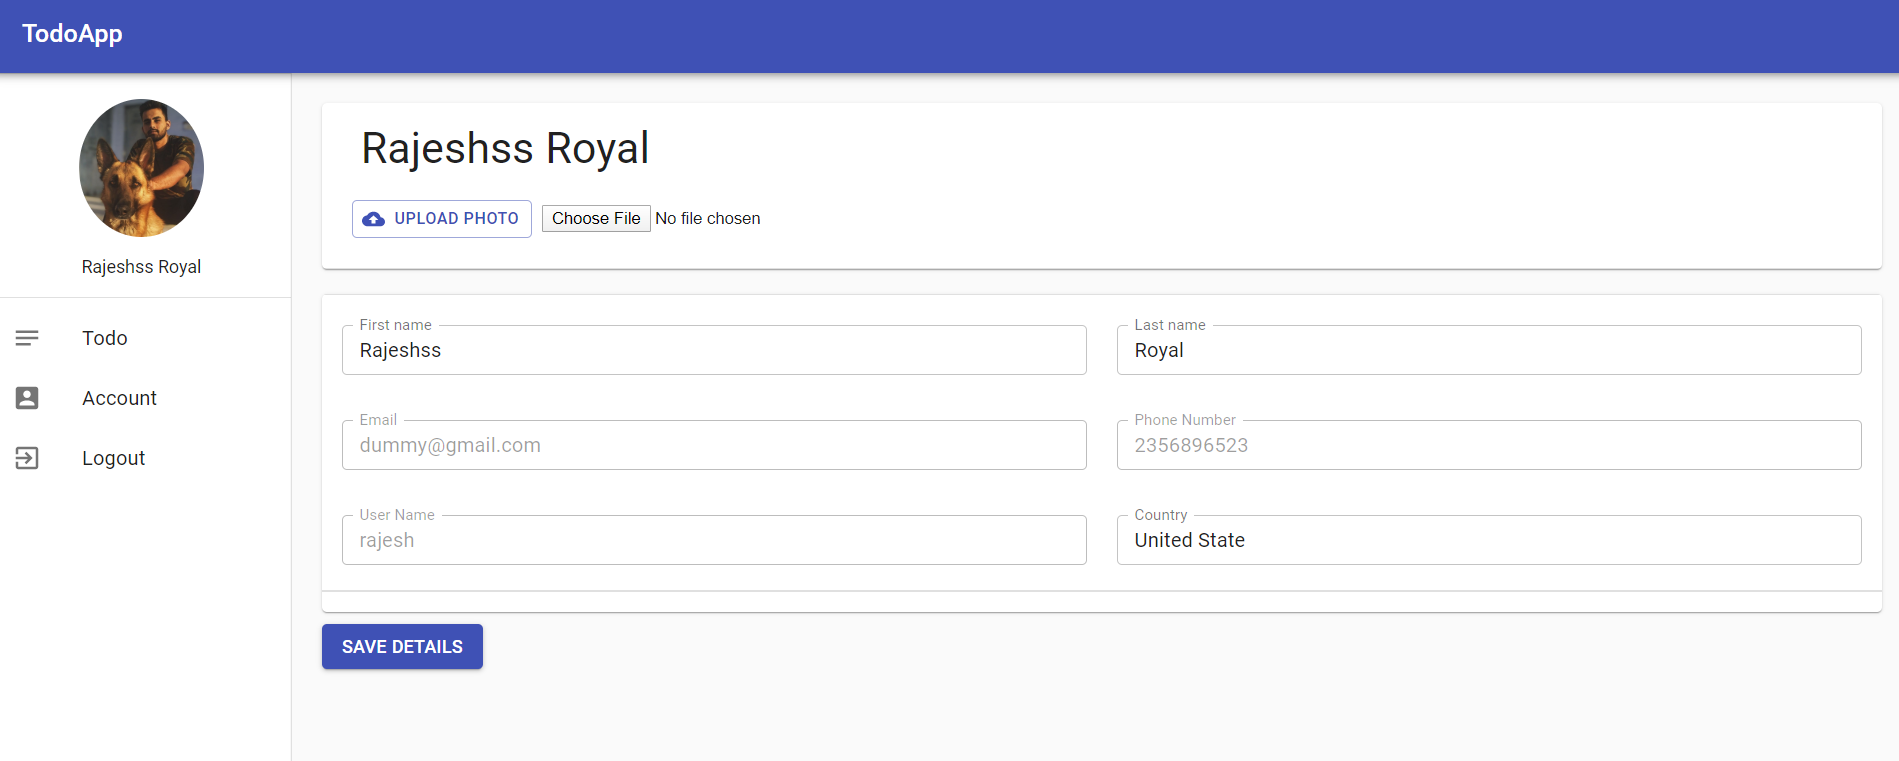 TodoApp
Rajeshss Royal
Todo
Account
Logout
Rajeshss Royal
UPLOAD PHOTO Choose File No file chosen
First name Last name
Rajeshss Royal
Email Phone Number
dummy@gmail.com 2356896523
User Name Country
rajesh United State
SAVE DETAILS